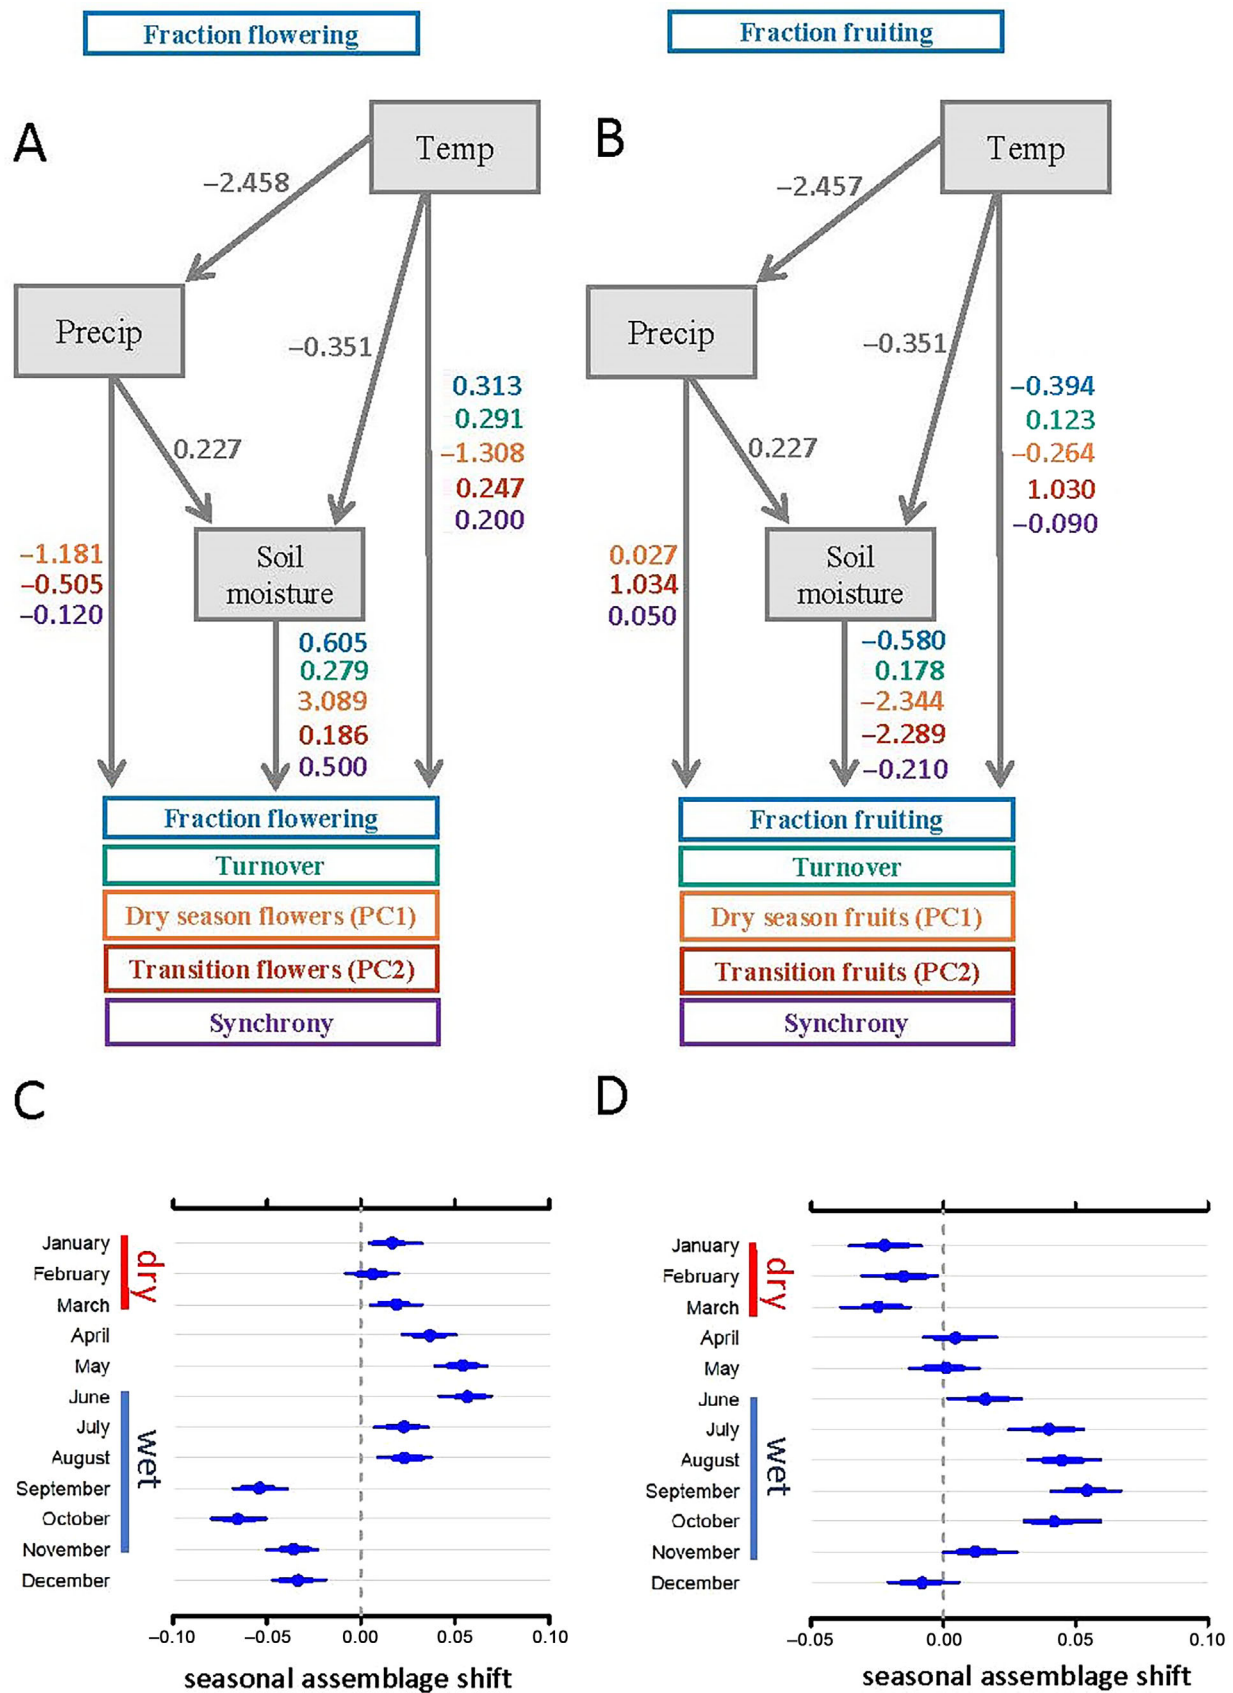 Fraction flowering
Fraction fruiting
A
Temp
−2.458
Precip
−0.351
0.227
0.313
0.291
−1.308
0.247
0.200
−1.181
−0.505
−0.120
Soil
moisture
0.605
0.279
3.089
0.186
0.500
Fraction flowering
Turnover
Dry season flowers (PC1)
Transition flowers (PC2)
Synchrony
B
Temp
−2.457
Precip
−0.351
0.227
−0.394
0.123
−0.264
1.030
−0.090
0.027
1.034
0.050
Soil
moisture
−0.580
0.178
−2.344
−2.289
−0.210
Fraction fruiting
Turnover
Dry season fruits (PC1)
Transition fruits (PC2)
Synchrony
C
January
February
March
April
May
June
July
August
September
October
November
December
dry
wet
−0.10 −0.05 0.00 0.05 0.10
seasonal assemblage shift
D
January
February
March
April
May
June
July
August
September
October
November
December
dry
wet
−0.05 0.00 0.05 0.10
seasonal assemblage shift